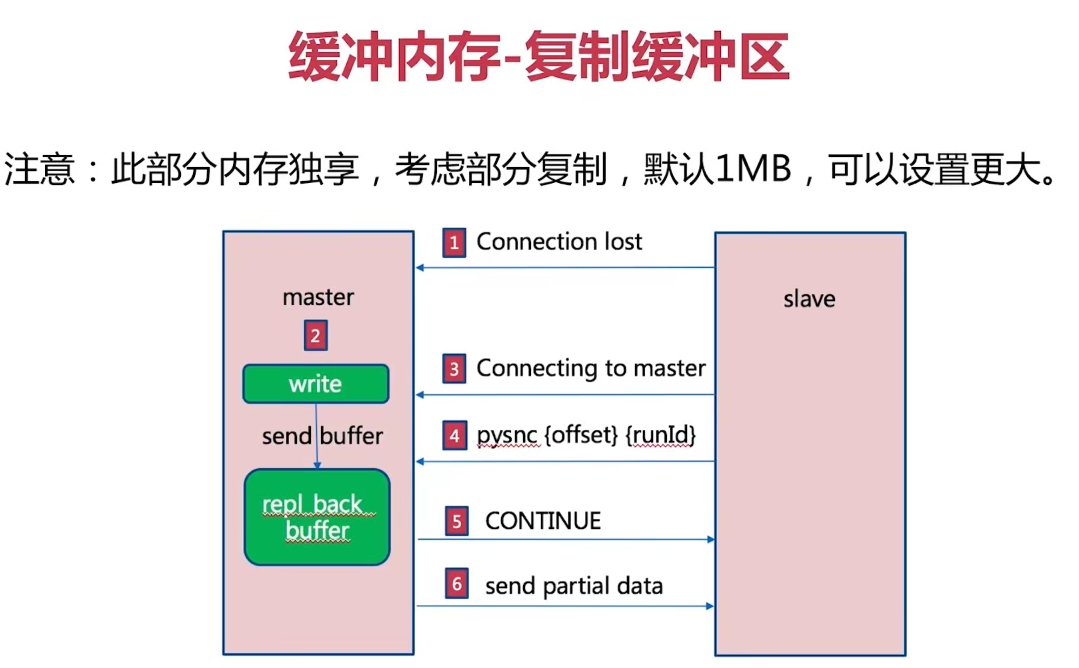 缓冲内存-复制缓冲区
注意：此部分内存独享，考虑部分复制，默认1MB，可以设置更大。
1 Connection lost
master
slave
2
3 Connecting to master
write
send buffer
4 pysnc {offset} {runId}
repl_back_
buffer
5 CONTINUE
6 send partial data